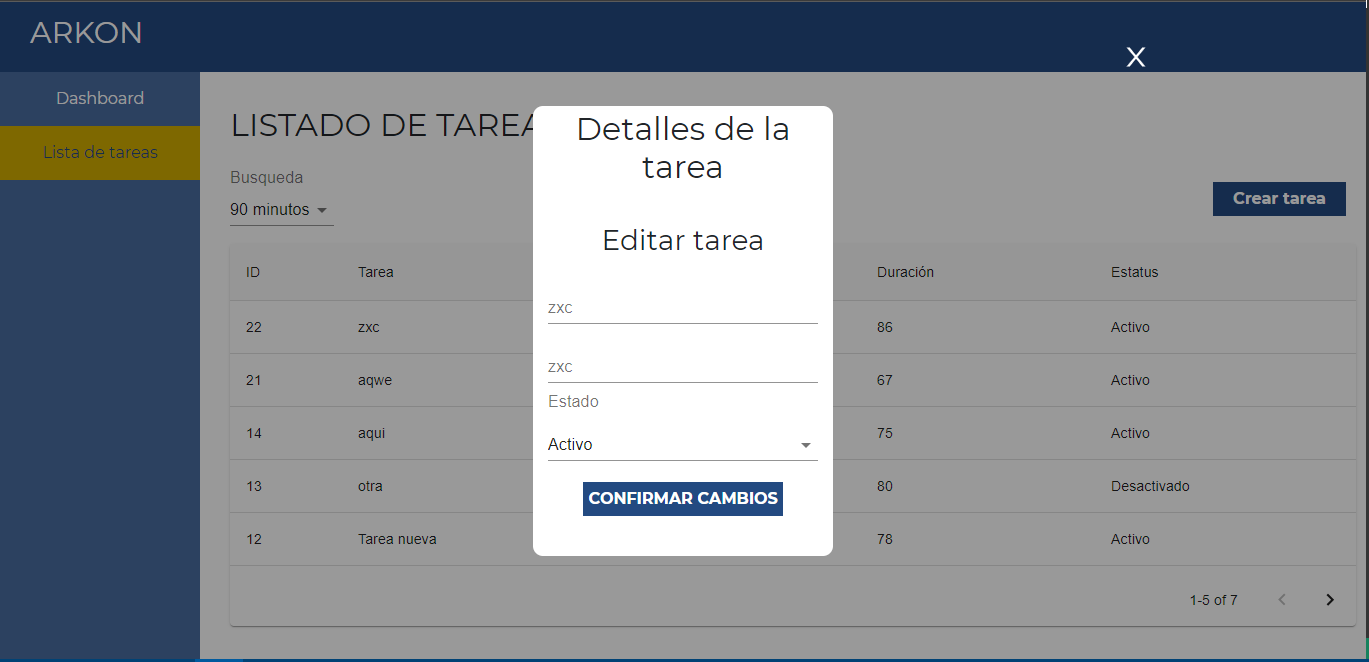 ARKON
X
Dashboard
Lista de tareas
LISTADO DE TAREA
Busqueda
90 minutos
Crear tarea
Detalles de la
tarea
Editar tarea
zxc
zxc
Estado
Activo
CONFIRMAR CAMBIOS
ID Tarea Duración Estatus
22 zxc 86 Activo
21 aqwe 67 Activo
14 aqui 75 Activo
13 otra 80 Desactivado
12 Tarea nueva 78 Activo
1-5 of 7